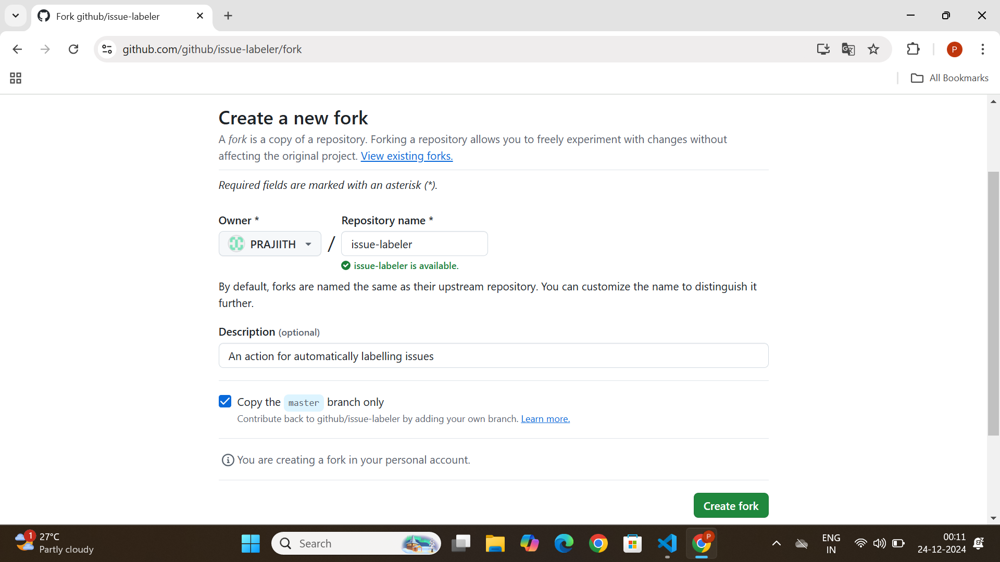 Fork github/issue-labeler
github.com/github/issue-labeler/fork
P
All Bookmarks
Create a new fork
A fork is a copy of a repository. Forking a repository allows you to freely experiment with changes without
affecting the original project. View existing forks.
Required fields are marked with an asterisk (*).
Owner *
Repository name *
PRAJIITH
/
issue-labeler
issue-labeler is available.
By default, forks are named the same as their upstream repository. You can customize the name to distinguish it
further.
Description (optional)
An action for automatically labelling issues
Copy the master branch only
Contribute back to github/issue-labeler by adding your own branch. Learn more.
You are creating a fork in your personal account.
Create fork
1
27°C
Partly cloudy
Search
P
ENG
IN
00:11
24-12-2024